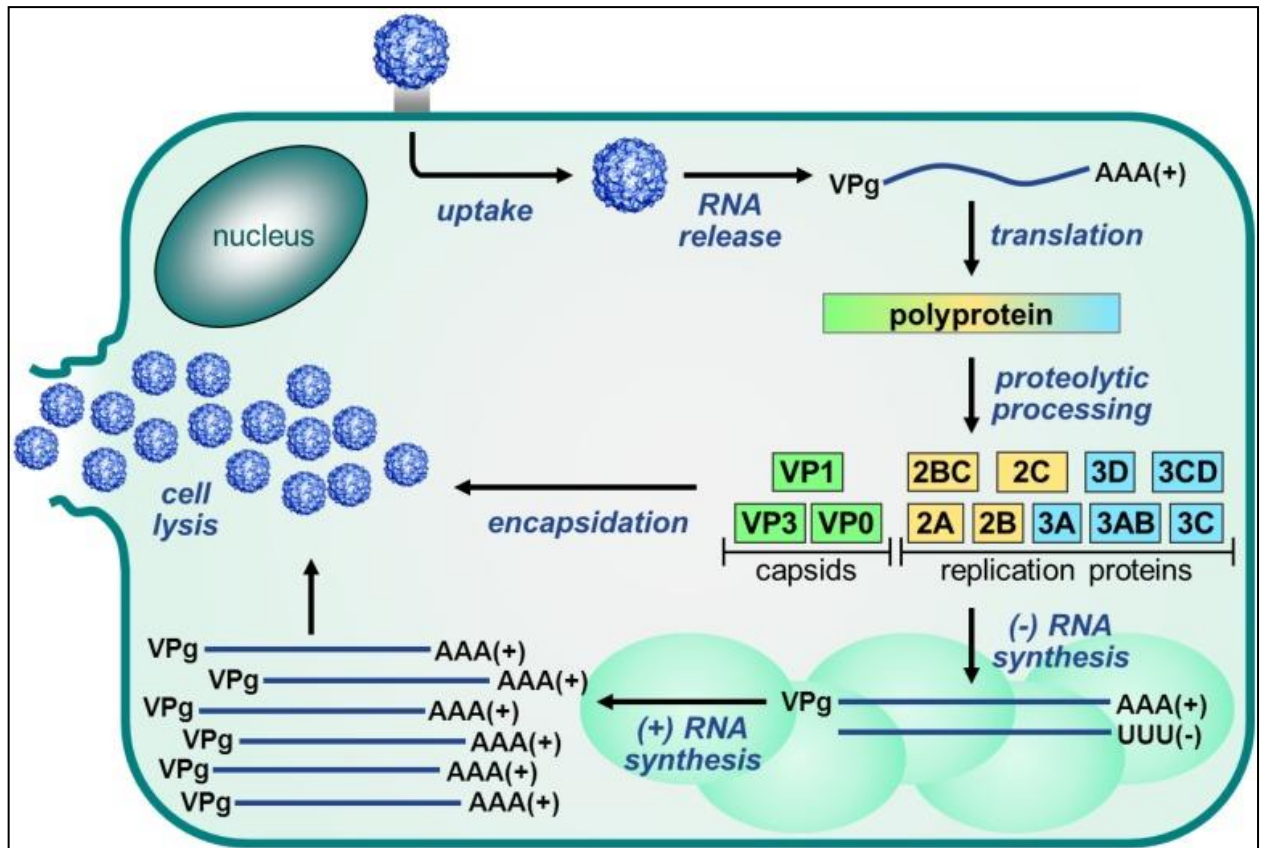 VPg
AAA(+)
uptake
RNA
release
nucleus
translation
polyprotein
proteolytic
processing
VP1
2BC
2C
3D
3CD
VP3
VP0
2A
2B
3A
3AB
3C
capsids
replication proteins
encapsidation
cell
lysis
(-) RNA
synthesis
VPg
AAA(+)
UUU(-)
(+) RNA
synthesis
VPg
AAA(+)
VPg
AAA(+)
VPg
AAA(+)
VPg
AAA(+)
VPg
AAA(+)
VPg
AAA(+)